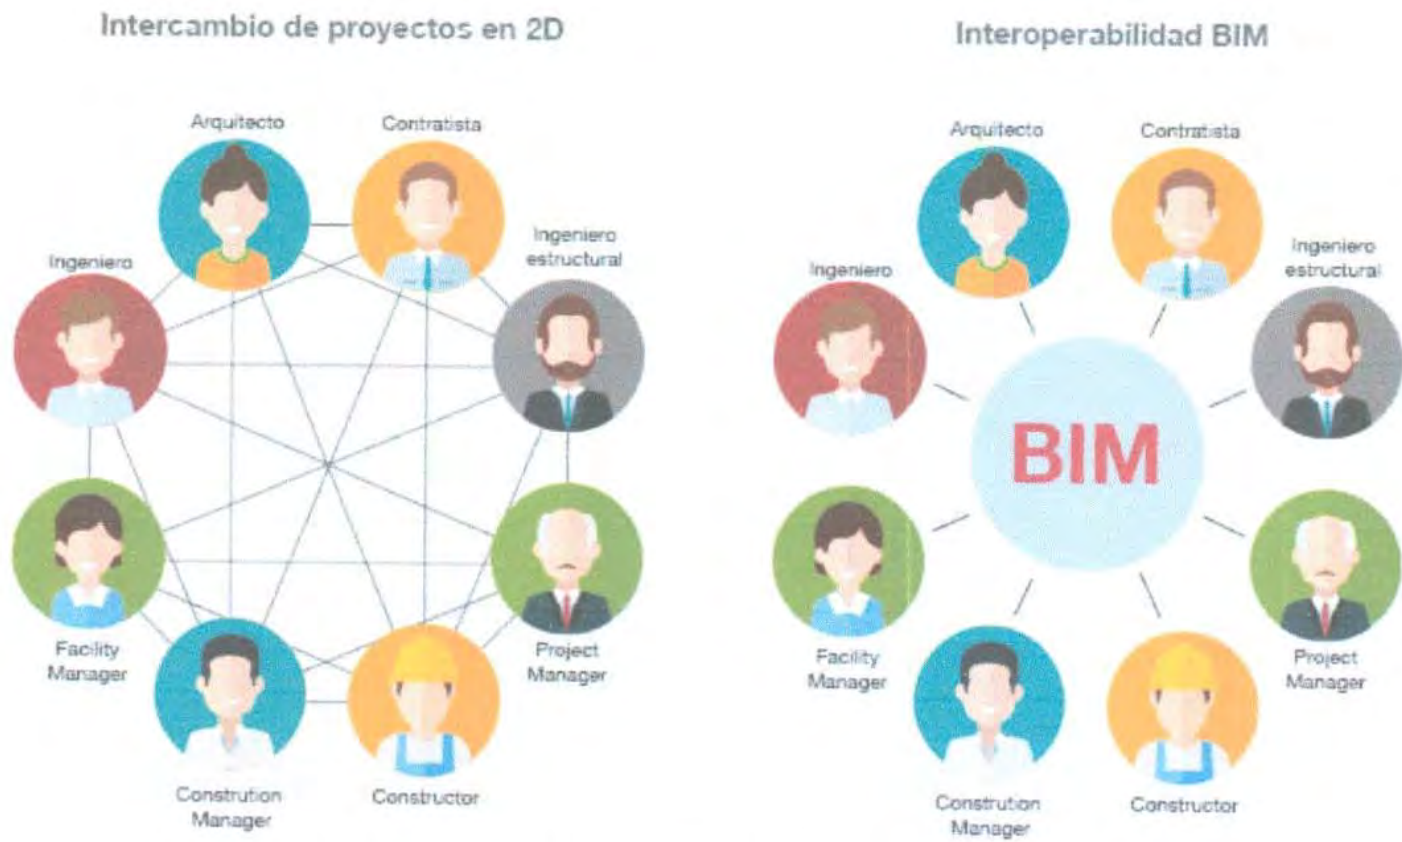 Intercambio de proyectos en 2D
Arquitecto
Contratista
Ingeniero
Ingeniero
estructural
Facility
Manager
Project
Manager
Constrution
Manager
Constructor
Interoperabilidad BIM
Arquitecto
Contratista
Ingeniero
Ingeniero
estructural
BIM
Facility
Manager
Project
Manager
Constrution
Manager
Constructor